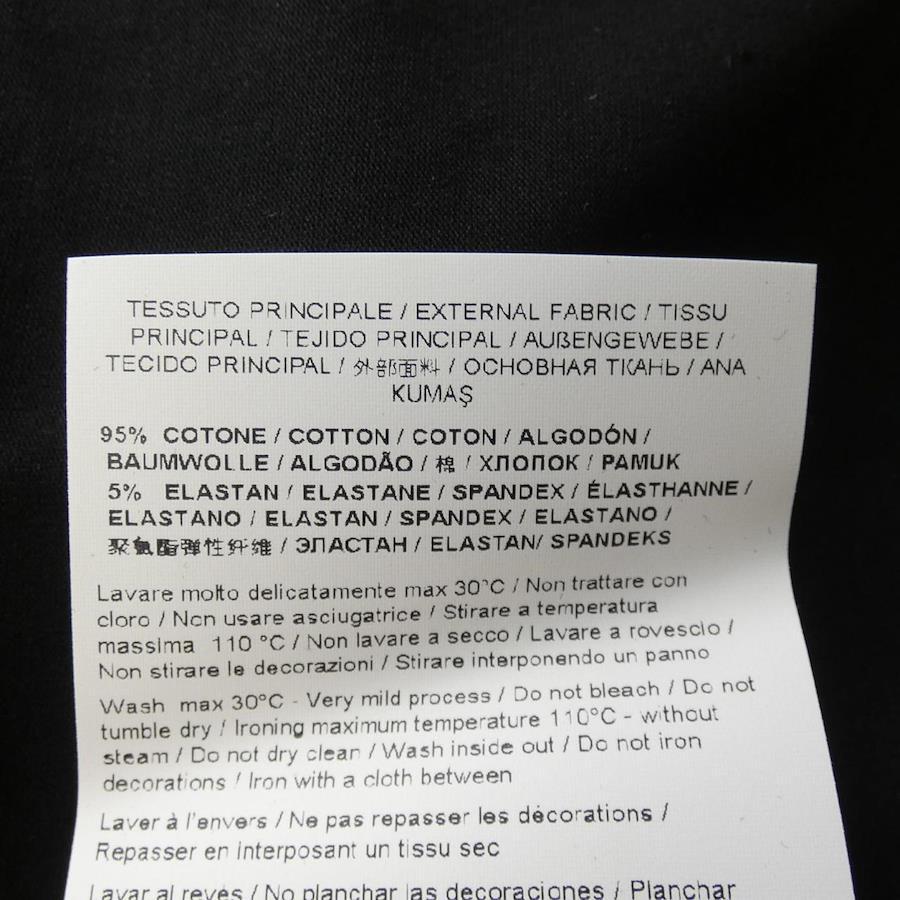 TESSUTO PRINCIPALE / EXTERNAL FABRIC / TISSU
PRINCIPAL / TEJIDO PRINCIPAL / AUßENGEWEBE /
TECIDO PRINCIPAL / 外部面料 / ОСНОВНАЯ ТКАНЬ / ANA
KUMAŞ
95% COTONE / COTTON / COTON / ALGODÓN /
BAUMWOLLE / ALGODÃO / 棉 / ХЛОПОК / PAMUK
5% ELASTAN / ELASTANE / SPANDEX / ÉLASTHANNE /
ELASTANO / ELASTAN / SPANDEX / ELASTANO /
聚氨酯弹性纤维 / ЭЛАСТАН / ELASTAN/ SPANDEKS
Lavare molto delicatamente max 30°C / Non trattare con
cloro / Non usare asciugatrice / Stirare a temperatura
massima 110 °C / Non lavare a secco / Lavare a rovescio /
Non stirare le decorazioni / Stirare interponendo un panno
Wash max 30°C - Very mild process / Do not bleach / Do not
tumble dry / Ironing maximum temperature 110°C - without
steam / Do not dry clean / Wash inside out / Do not iron
decorations / Iron with a cloth between
Laver à l'envers / Ne pas repasser les décorations /
Repasser en interposant un tissu sec
Lavar al revés / No planchar las decoraciones / Planchar